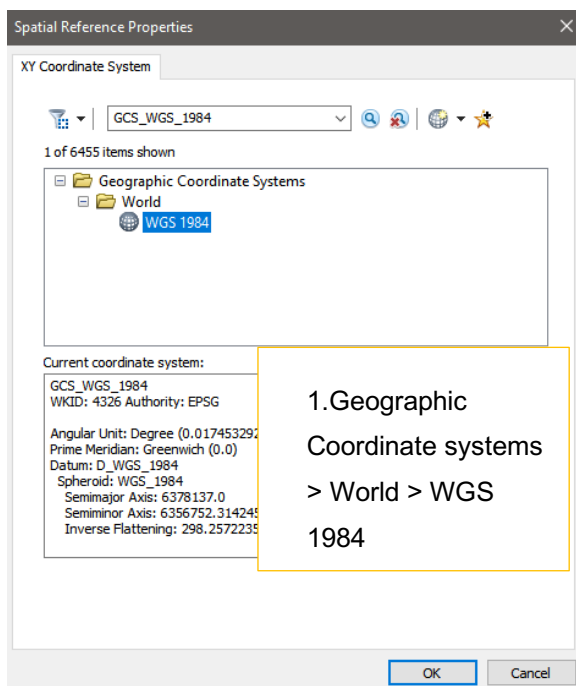 Spatial Reference Properties
XY Coordinate System
GCS_WGS_1984
1 of 6455 items shown
Geographic Coordinate Systems
World
WGS 1984
Current coordinate system:
GCS_WGS_1984
WKID: 4326 Authority: EPSG
Angular Unit: Degree (0.01745329
Prime Meridian: Greenwich (0.0)
Datum: D_WGS_1984
Spheroid: WGS_1984
Semimajor Axis: 6378137.0
Semiminor Axis: 6356752.31424
Inverse Flattening: 298.2572235
1.Geographic
Coordinate systems
> World > WGS
1984
OK
Cancel